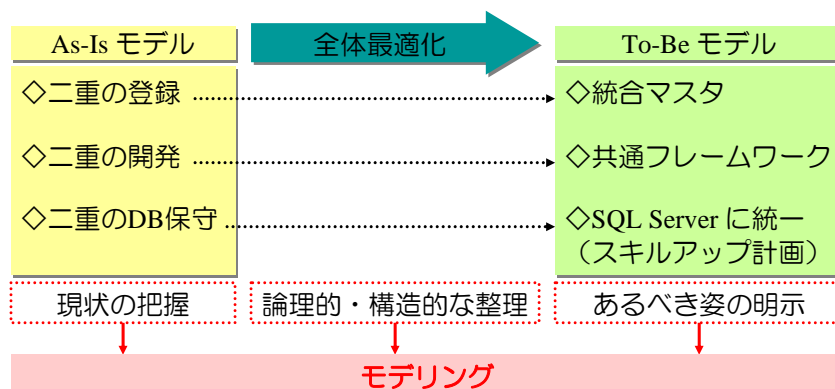 As-Is モデル
全体最適化
To-Be モデル
◇二重の登録
◇統合マスタ
◇二重の開発
◇共通フレームワーク
◇二重のDB保守
◇SQL Server に統一
（スキルアップ計画）
現状の把握
論理的・構造的な整理
あるべき姿の明示
モデリング